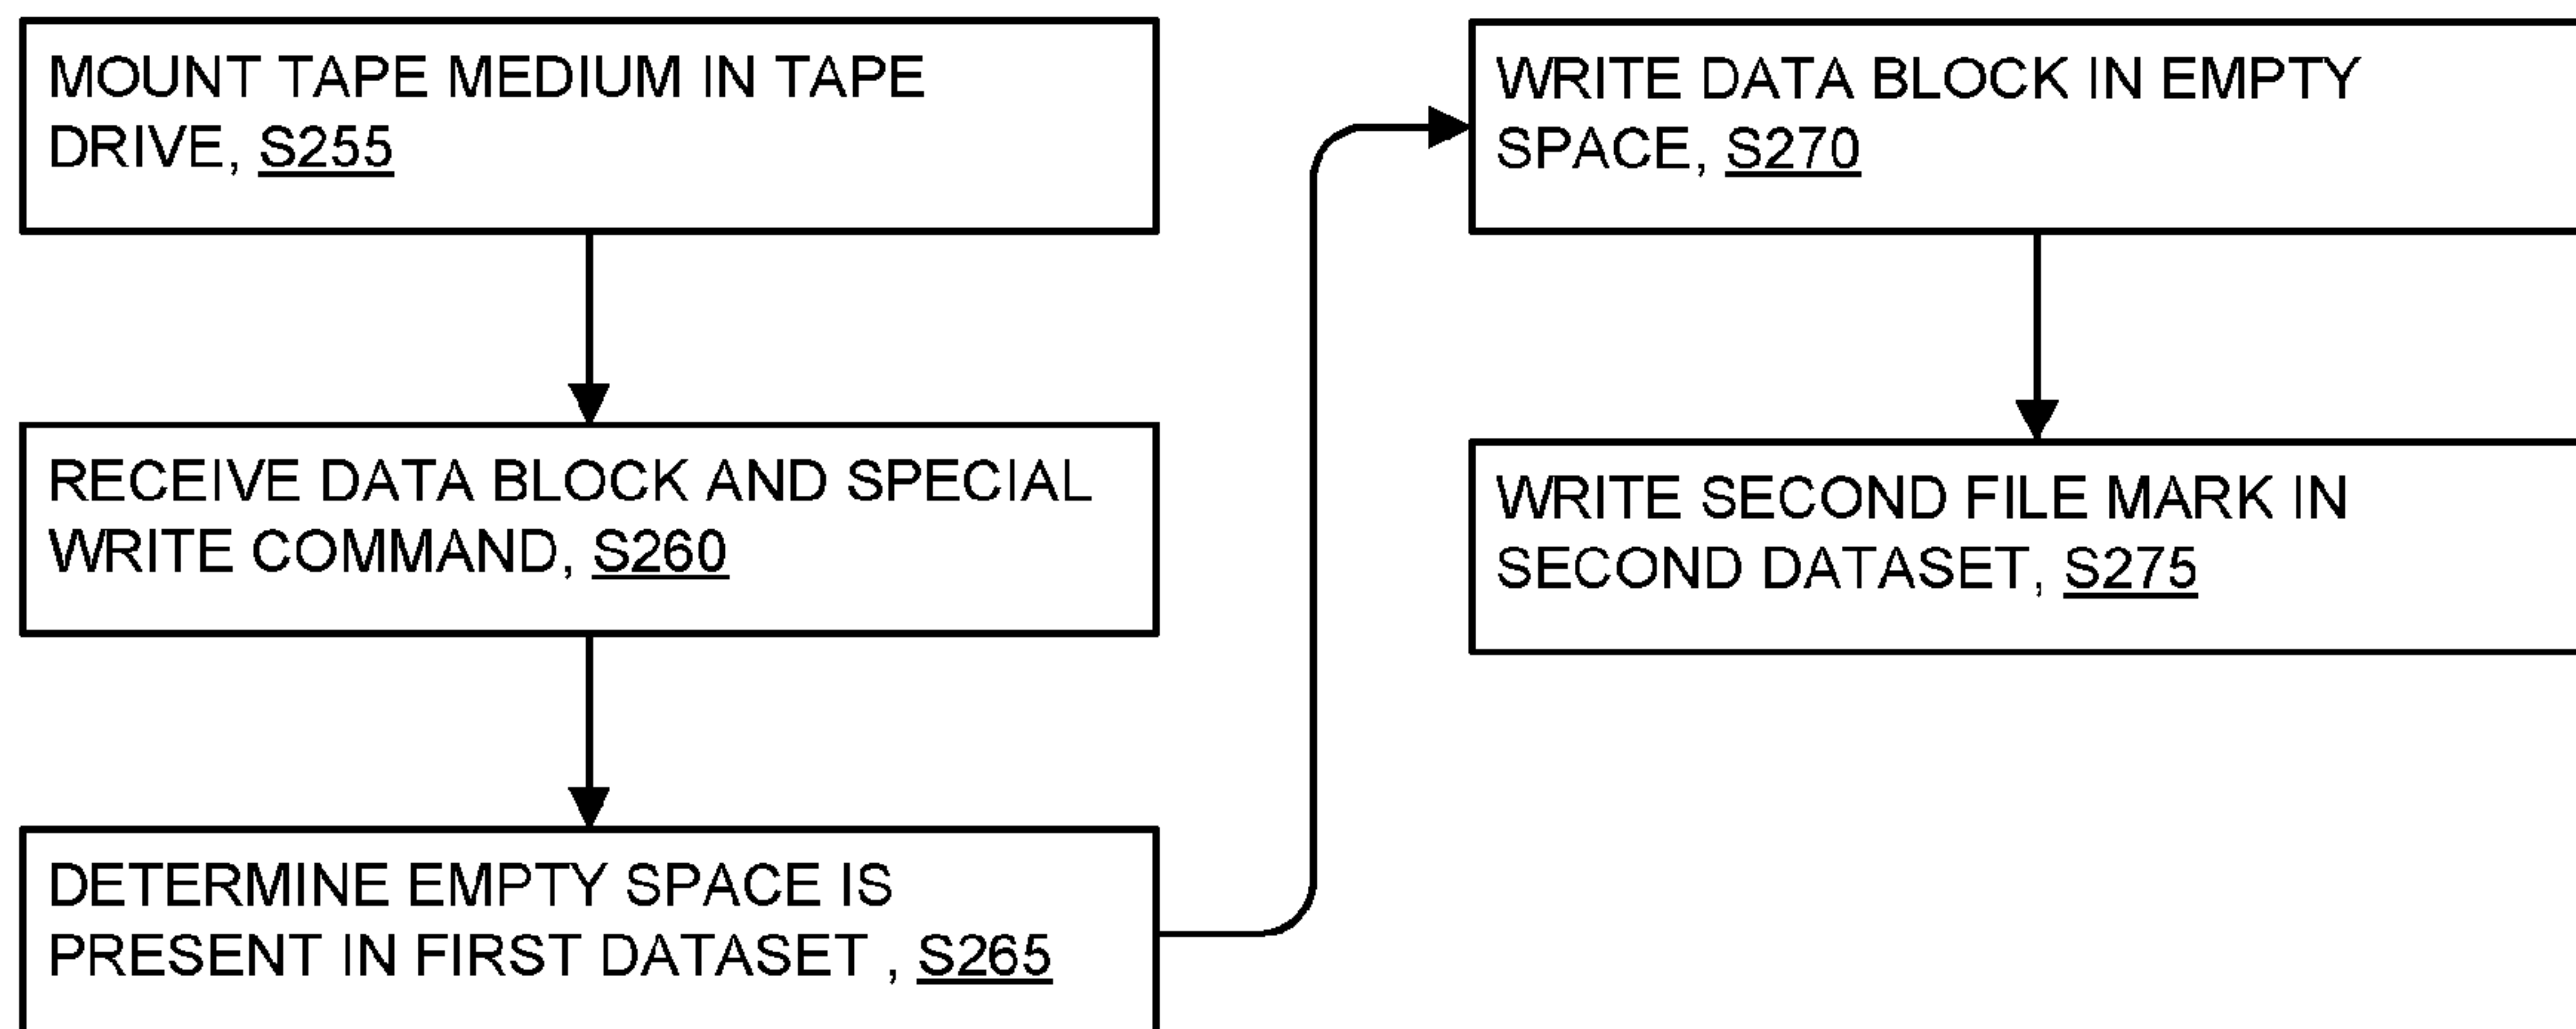 MOUNT TAPE MEDIUM IN TAPE
DRIVE, S255
RECEIVE DATA BLOCK AND SPECIAL
WRITE COMMAND, S260
DETERMINE EMPTY SPACE IS
PRESENT IN FIRST DATASET , S265
WRITE DATA BLOCK IN EMPTY
SPACE, S270
WRITE SECOND FILE MARK IN
SECOND DATASET, S275